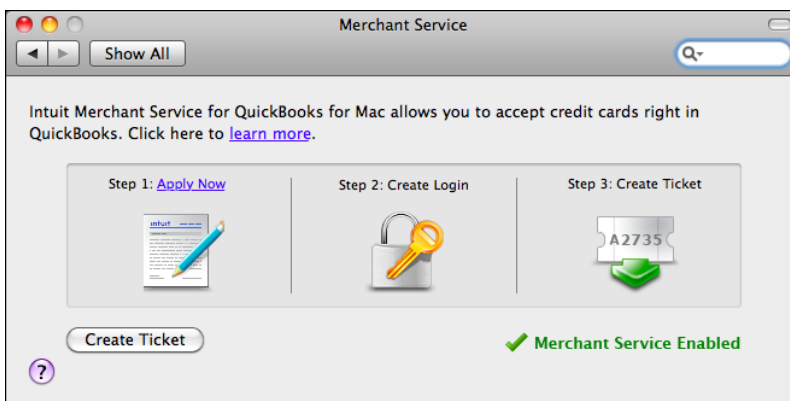 Merchant Service
Show All
Intuit Merchant Service for QuickBooks for Mac allows you to accept credit cards right in
QuickBooks. Click here to learn more.
Step 1: Apply Now
Step 2: Create Login
Step 3: Create Ticket
intuit
A2735
Create Ticket
Merchant Service Enabled
?